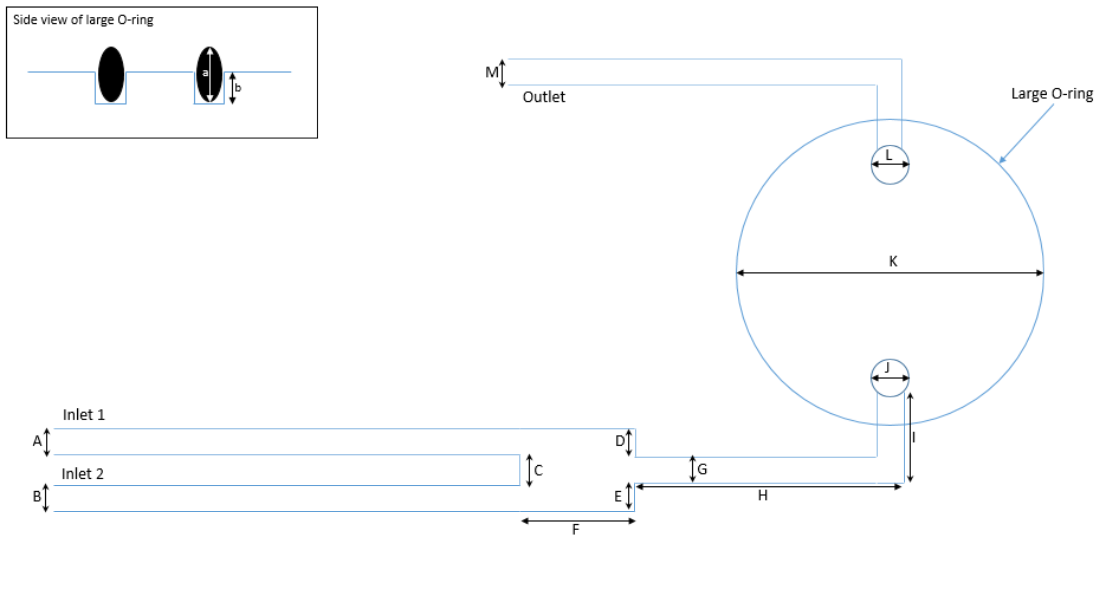 Side view of large O-ring
a
b
M
Outlet
Large O-ring
L
K
J
Inlet 1
A
D
I
C
G
Inlet 2
B
E
H
F